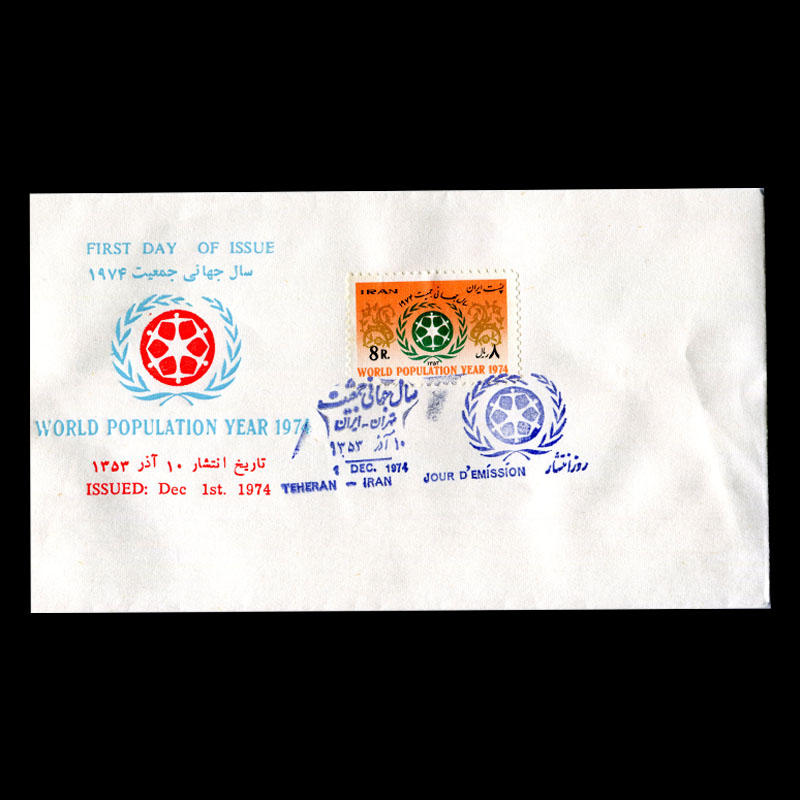 FIRST DAY OF ISSUE
سال جهانی جمعیت ۱۹۷۴
WORLD POPULATION YEAR 1974
تاریخ انتشار ۱۰ آذر ۱۳۵۳
ISSUED: Dec 1st. 1974
IRAN
پست ایران
سال جهانی جمعیت ۱۹۷۴
۱۳۵۳
8 R.
۸ ریال
WORLD POPULATION YEAR 1974
سال جهانی جمعیت
تهران - ایران
۱۰ آذر ۱۳۵۳
1 DEC. 1974
TEHERAN - IRAN
JOUR D'EMISSION
روز انتشار